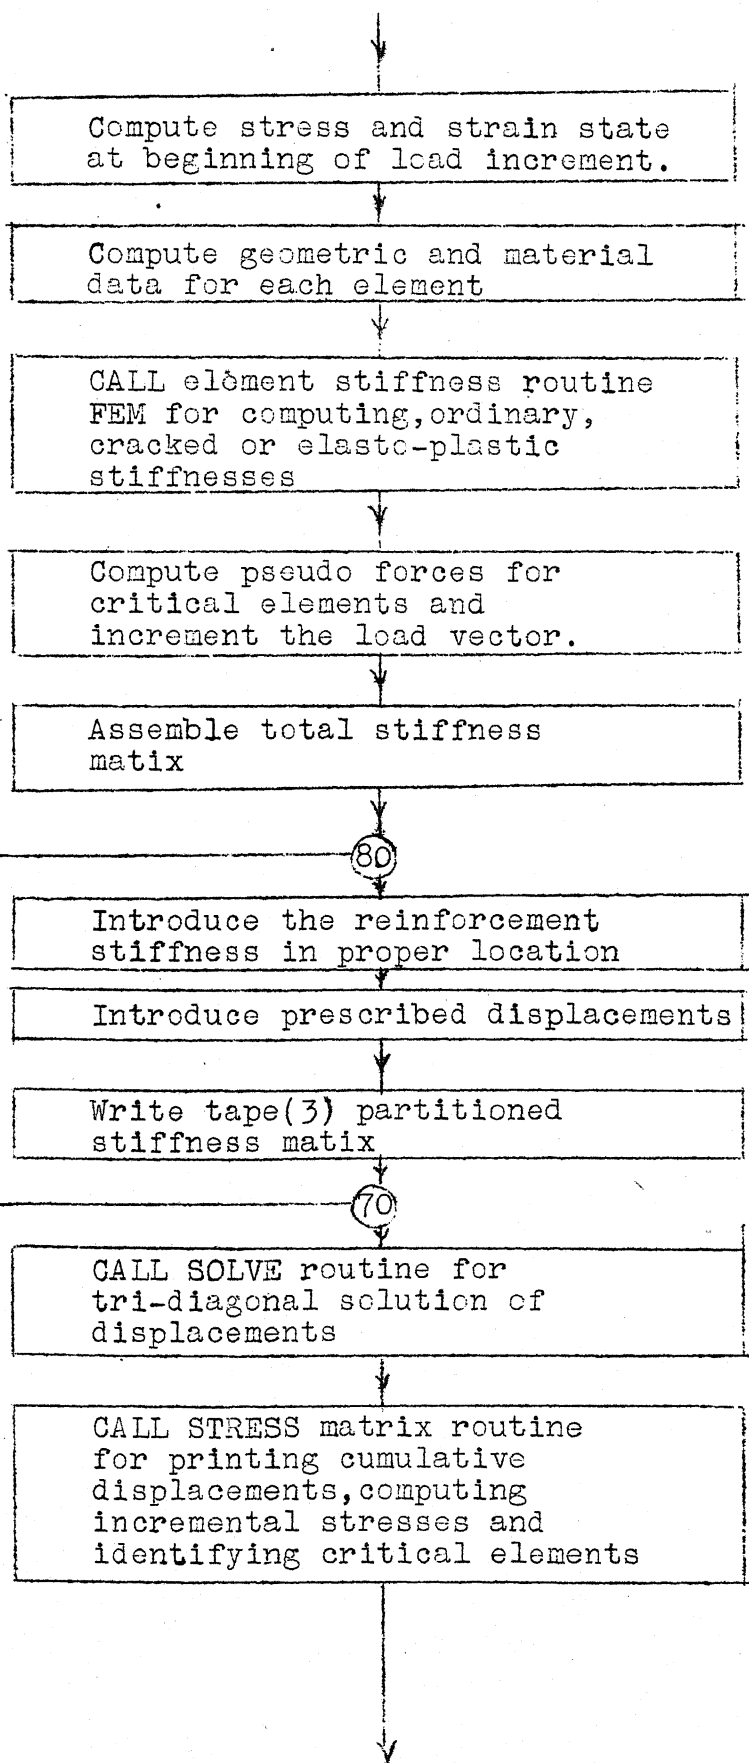 Compute stress and strain state
at beginning of load increment.
Compute geometric and material
data for each element
CALL element stiffness routine
FEM for computing,ordinary,
cracked or elasto-plastic
stiffnesses
Compute pseudo forces for
critical elements and
increment the load vector.
Assemble total stiffness
matix
80
Introduce the reinforcement
stiffness in proper location
Introduce prescribed displacements
Write tape(3) partitioned
stiffness matix
70
CALL SOLVE routine for
tri-diagonal solution of
displacements
CALL STRESS matrix routine
for printing cumulative
displacements,computing
incremental stresses and
identifying critical elements